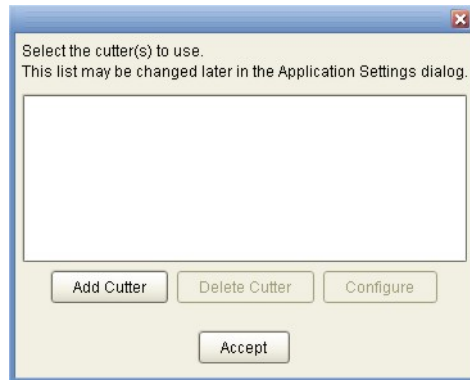 Select the cutter(s) to use.
This list may be changed later in the Application Settings dialog.
Add Cutter Delete Cutter Configure
Accept